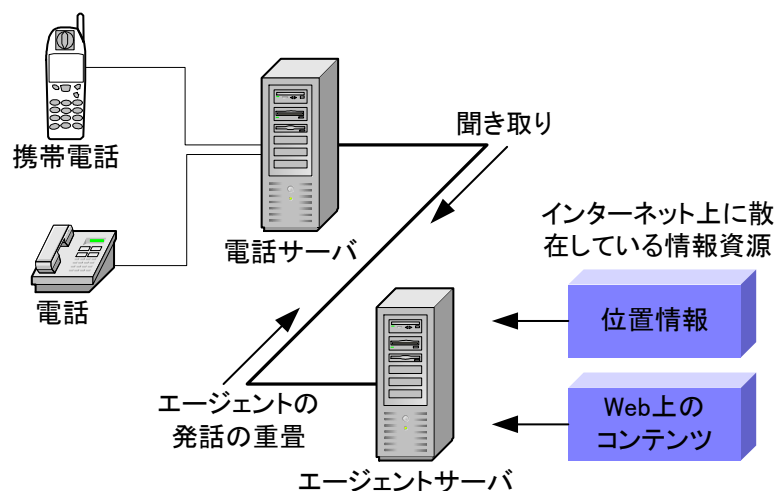 携帯電話
電話
電話サーバ
聞き取り
エージェントの
発話の重畳
エージェントサーバ
インターネット上に散
在している情報資源
位置情報
Web上の
コンテンツ